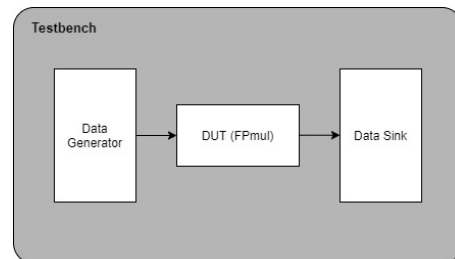 Testbench
Data
Generator
DUT (FPmul)
Data Sink